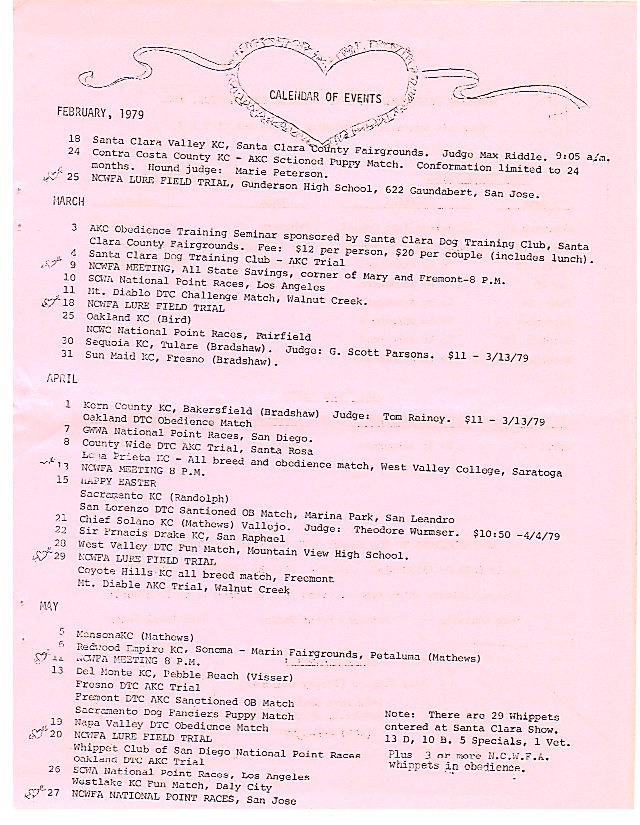 CALENDAR OF EVENTS
FEBRUARY, 1979
18 Santa Clara Valley KC, Santa Clara County Fairgrounds. Judge Max Riddle. 9:05 a.m.
24 Contra Costa County KC - AKC Sctioned Puppy Match. Conformation limited to 24
months. Hound judge: Marie Peterson.
25 NCWFA LURE FIELD TRIAL, Gunderson High School, 622 Gaundabert, San Jose.
MARCH
3 AKC Obedience Training Seminar sponsored by Santa Clara Dog Training Club, Santa
Clara County Fairgrounds. Fee: $12 per person, $20 per couple (includes lunch).
4 Santa Clara Dog Training Club - AKC Trial
9 NCWFA MEETING, All State Savings, corner of Mary and Fremont-8 P.M.
10 SCWA National Point Races, Los Angeles
11 Mt. Diablo DTC Challenge Match, Walnut Creek.
18 NCWFA LURE FIELD TRIAL
25 Oakland KC (Bird)
NCWC National Point Races, Fairfield
30 Sequoia KC, Tulare (Bradshaw). Judge: G. Scott Parsons. $11 - 3/13/79
31 Sun Maid KC, Fresno (Bradshaw).
APRIL
1 Kern County KC, Bakersfield (Bradshaw) Judge: Tom Rainey. $11 - 3/13/79
Oakland DTC Obedience Match
7 GWWA National Point Races, San Diego.
8 County Wide DTC AKC Trial, Santa Rosa
Loma Prieta KC - All breed and obedience match, West Valley College, Saratoga
13 NCWFA MEETING 8 P.M.
15 HAPPY EASTER
Sacramento KC (Randolph)
San Lorenzo DTC Santioned OB Match, Marina Park, San Leandro
21 Chief Solano KC (Mathews) Vallejo. Judge: Theodore Wurmser. $10:50 -4/4/79
22 Sir Frnacis Drake KC, San Raphael
28 West Valley DTC Fun Match, Mountain View High School.
29 NCWFA LURE FIELD TRIAL
Coyote Hills KC all breed match, Freemont
Mt. Diable AKC Trial, Walnut Creek
MAY
5 MensonaKC (Mathews)
6 Redwood Empire KC, Sonoma - Marin Fairgrounds, Petaluma (Mathews)
11 NCWFA MEETING 8 P.M.
13 Del Monte KC, Pebble Beach (Visser)
Fresno DTC AKC Trial
Fremont DTC AKC Sanctioned OB Match
Sacramento Dog Fanciers Puppy Match
19 Napa Valley DTC Obedience Match
20 NCWFA LURE FIELD TRIAL
Whippet Club of San Diego National Point Races
Oakland DTC AKC Trial
26 SCWA National Point Races, Los Angeles
Westlake KC Fun Match, Daly City
27 NCWFA NATIONAL POINT RACES, San Jose
Note: There are 29 Whippets
entered at Santa Clara Show.
13 D, 10 B. 5 Specials, 1 Vet.
Plus 3 or more N.C.W.F.A.
whippets in obedience.